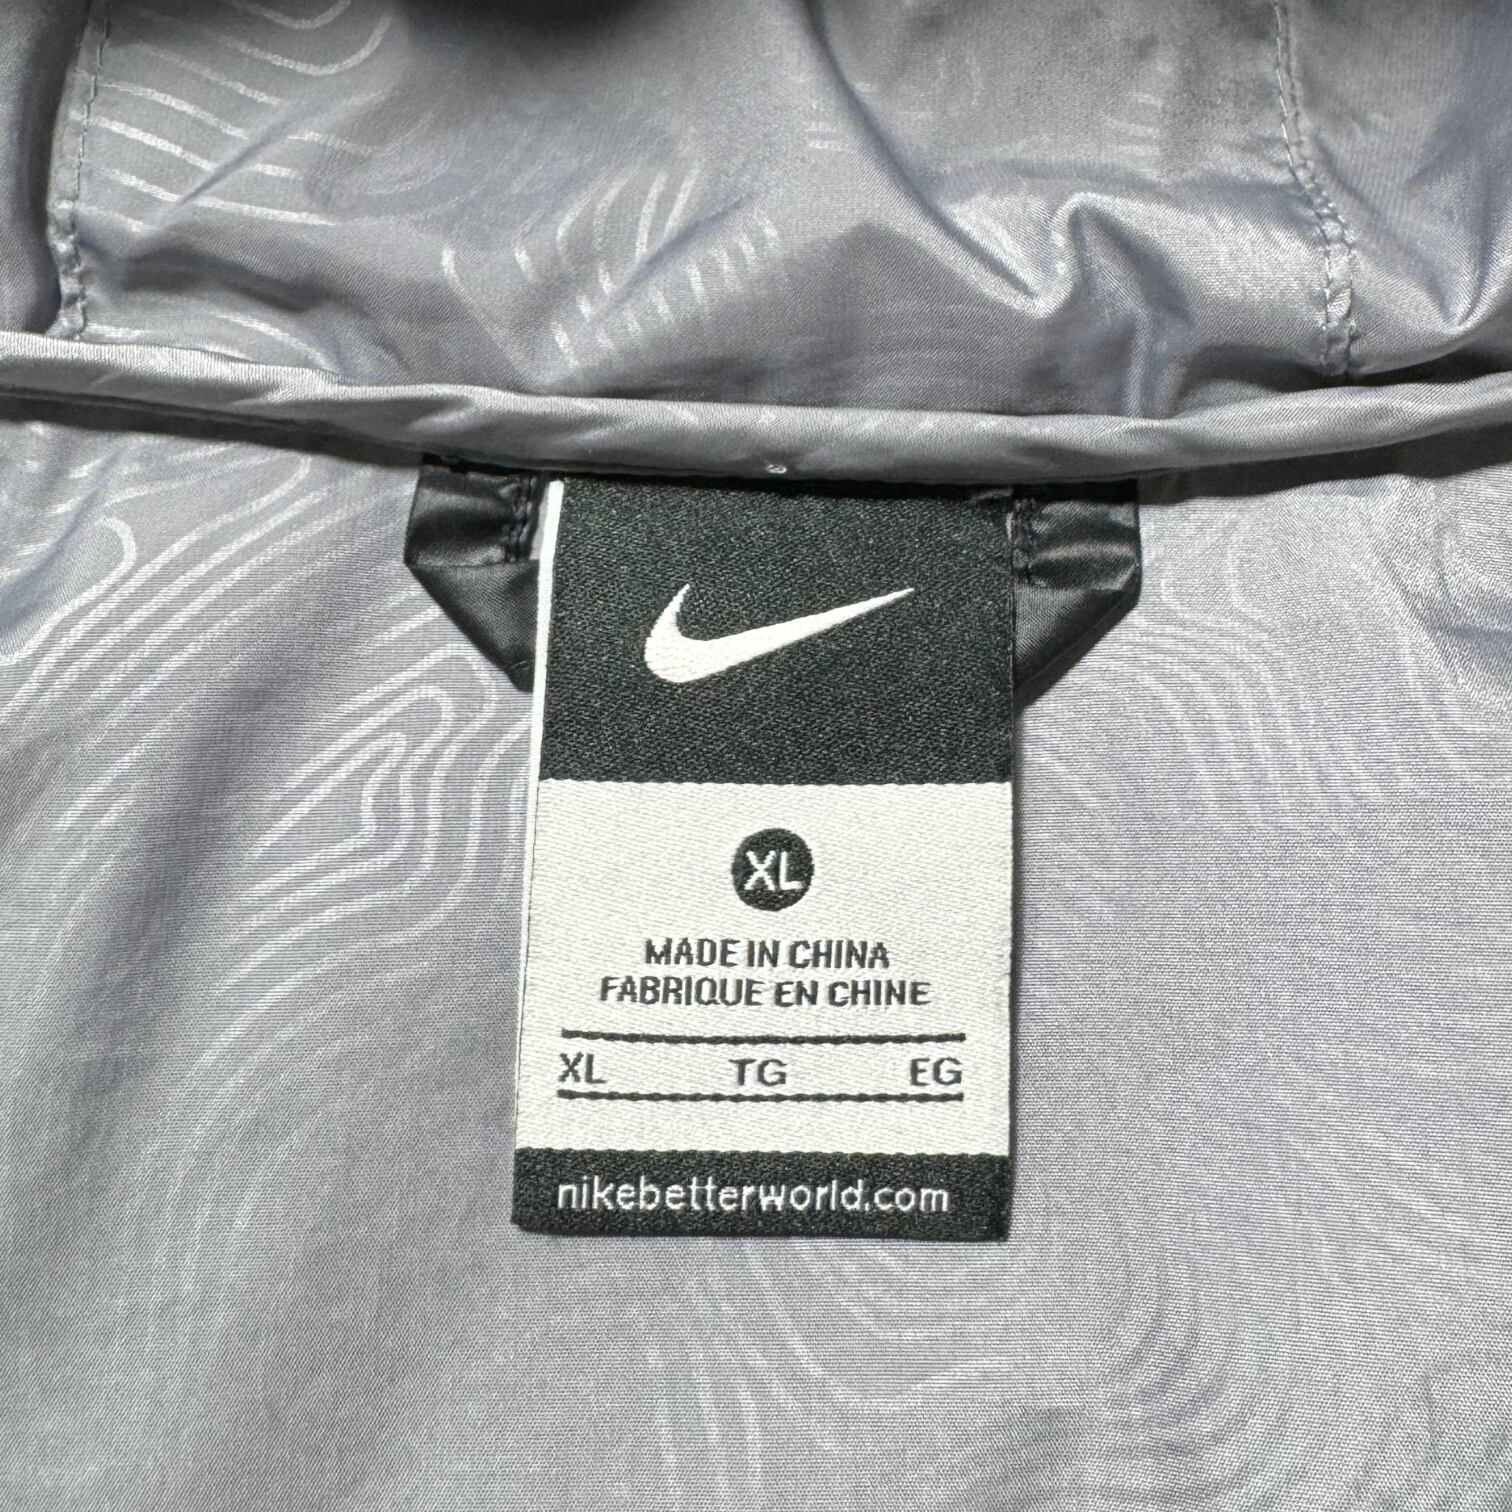 XL
MADE IN CHINA
FABRIQUE EN CHINE
XL TG EG
nikebetterworld.com